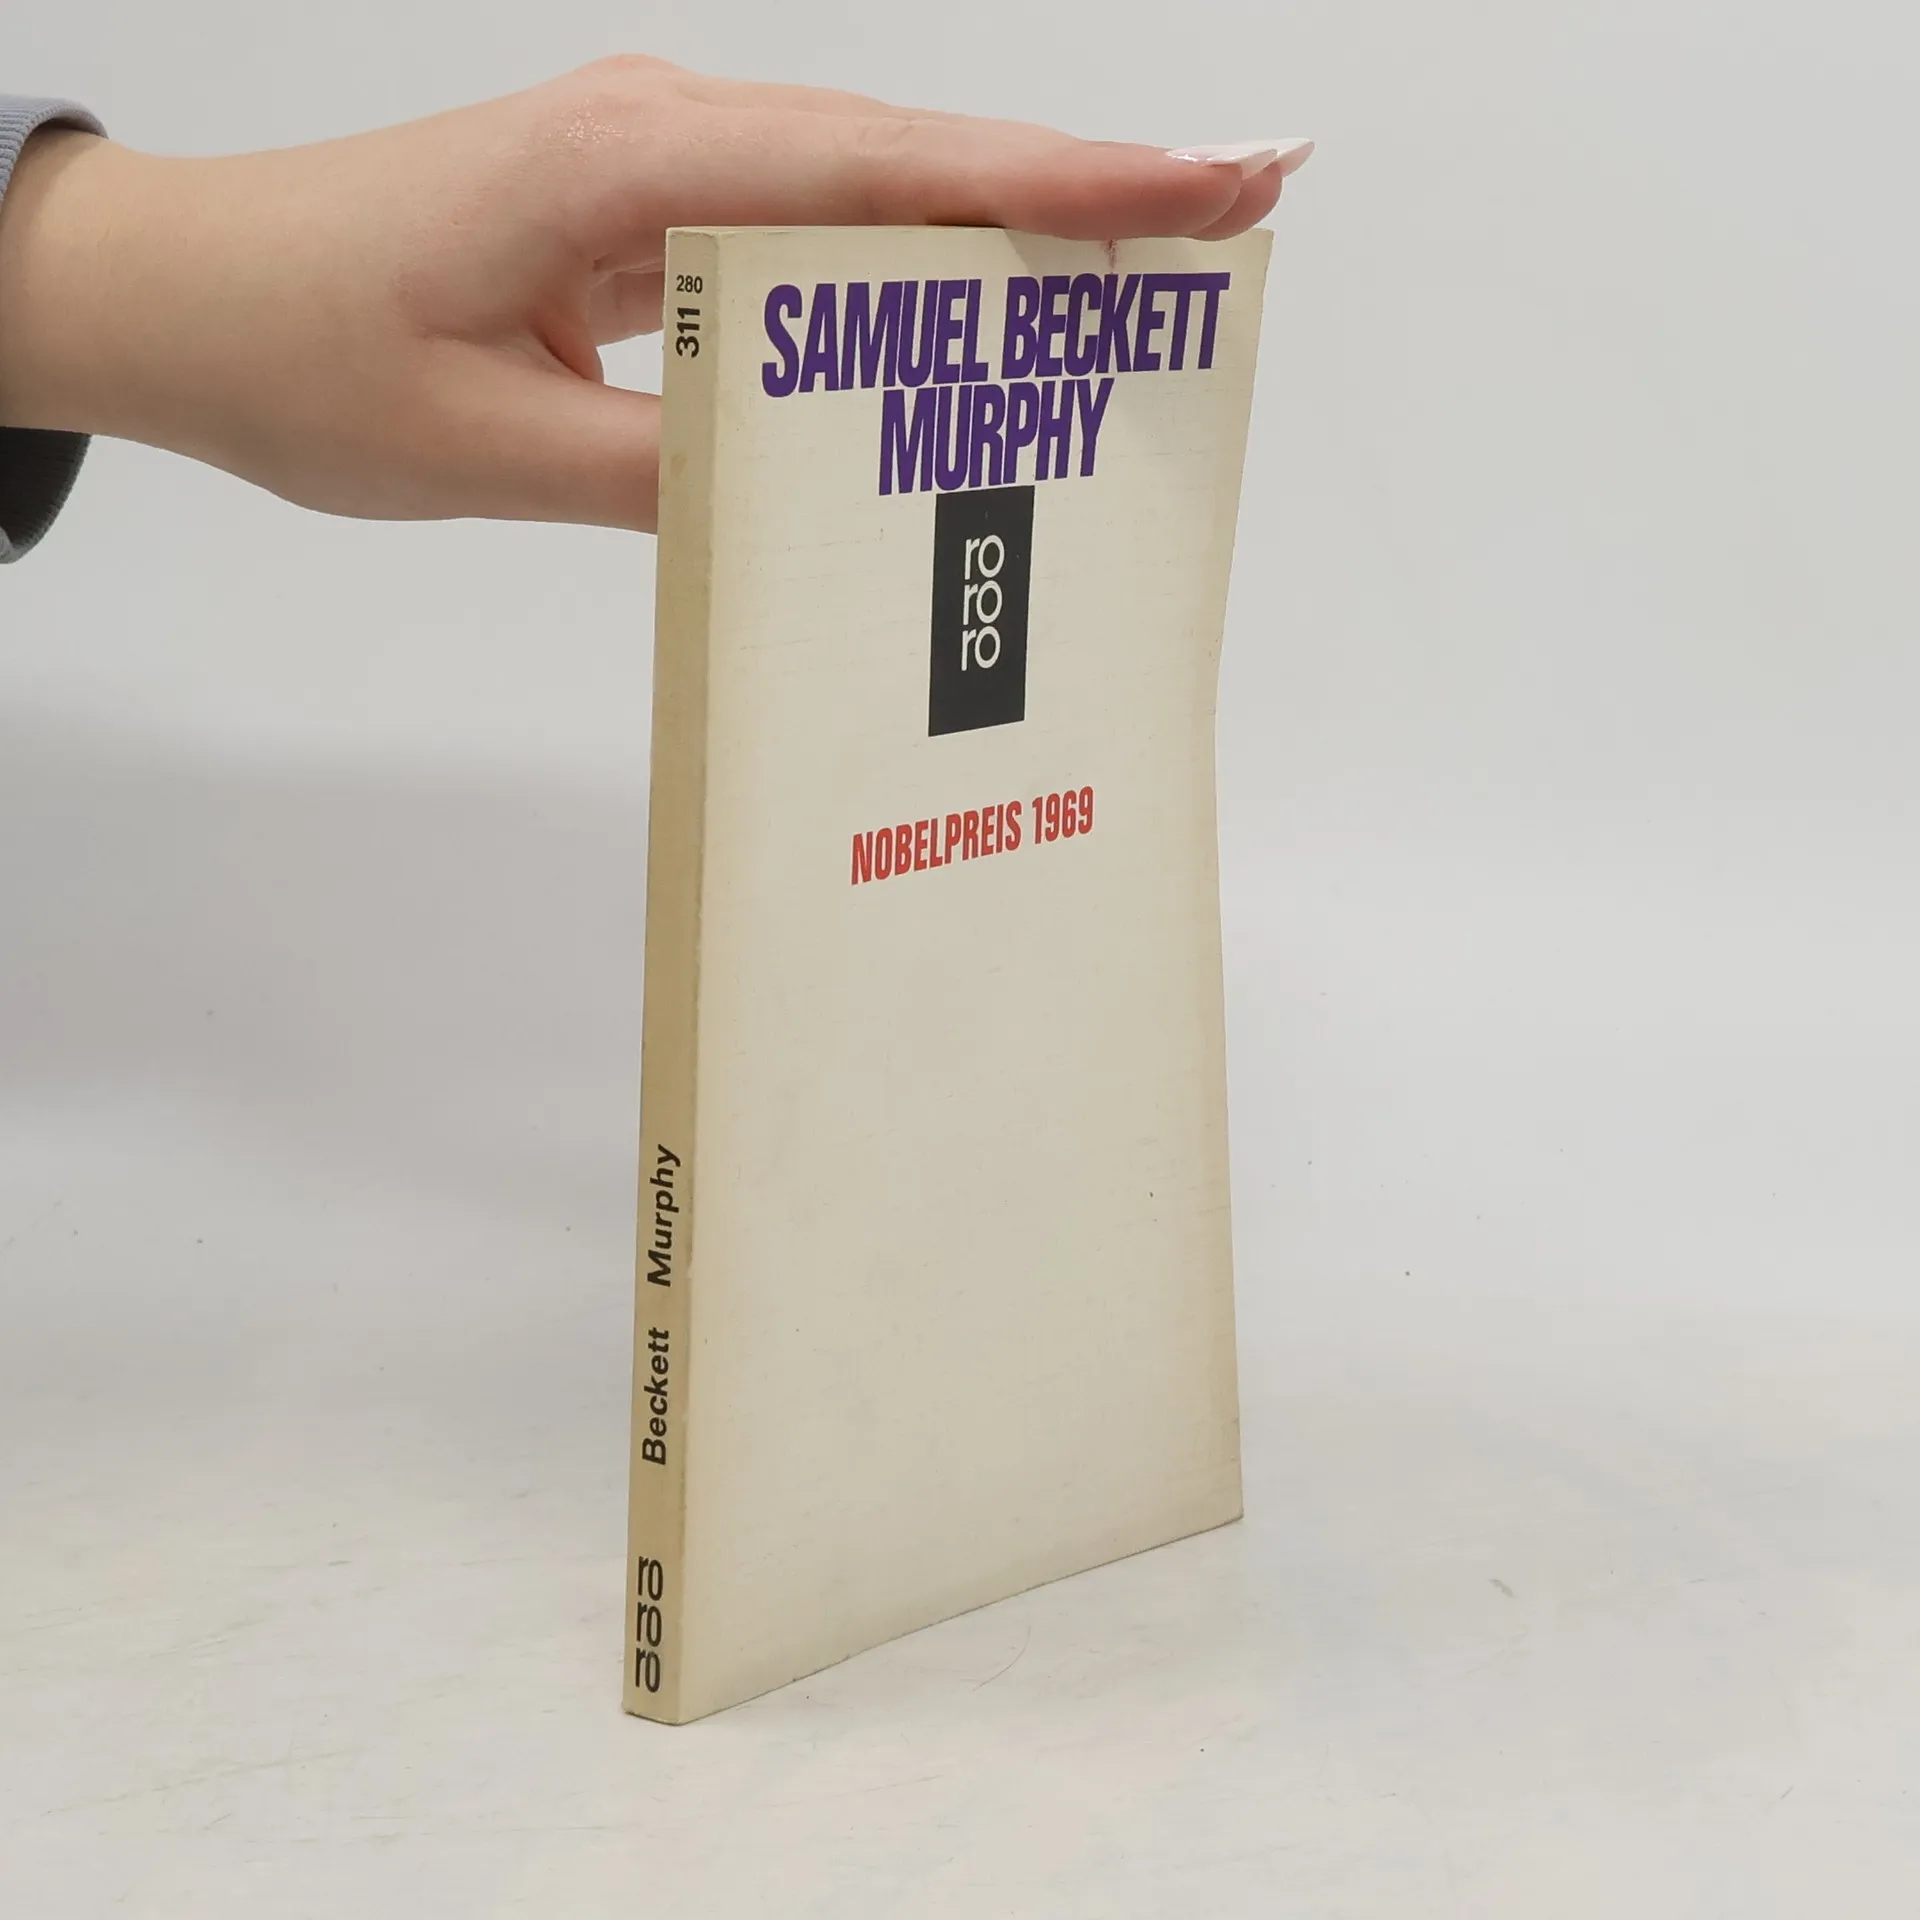 280
311
SAMUEL BECKETT
MURPHY
ro
ro
ro
NOBELPREIS 1969
Beckett Murphy
ro
ro
ro